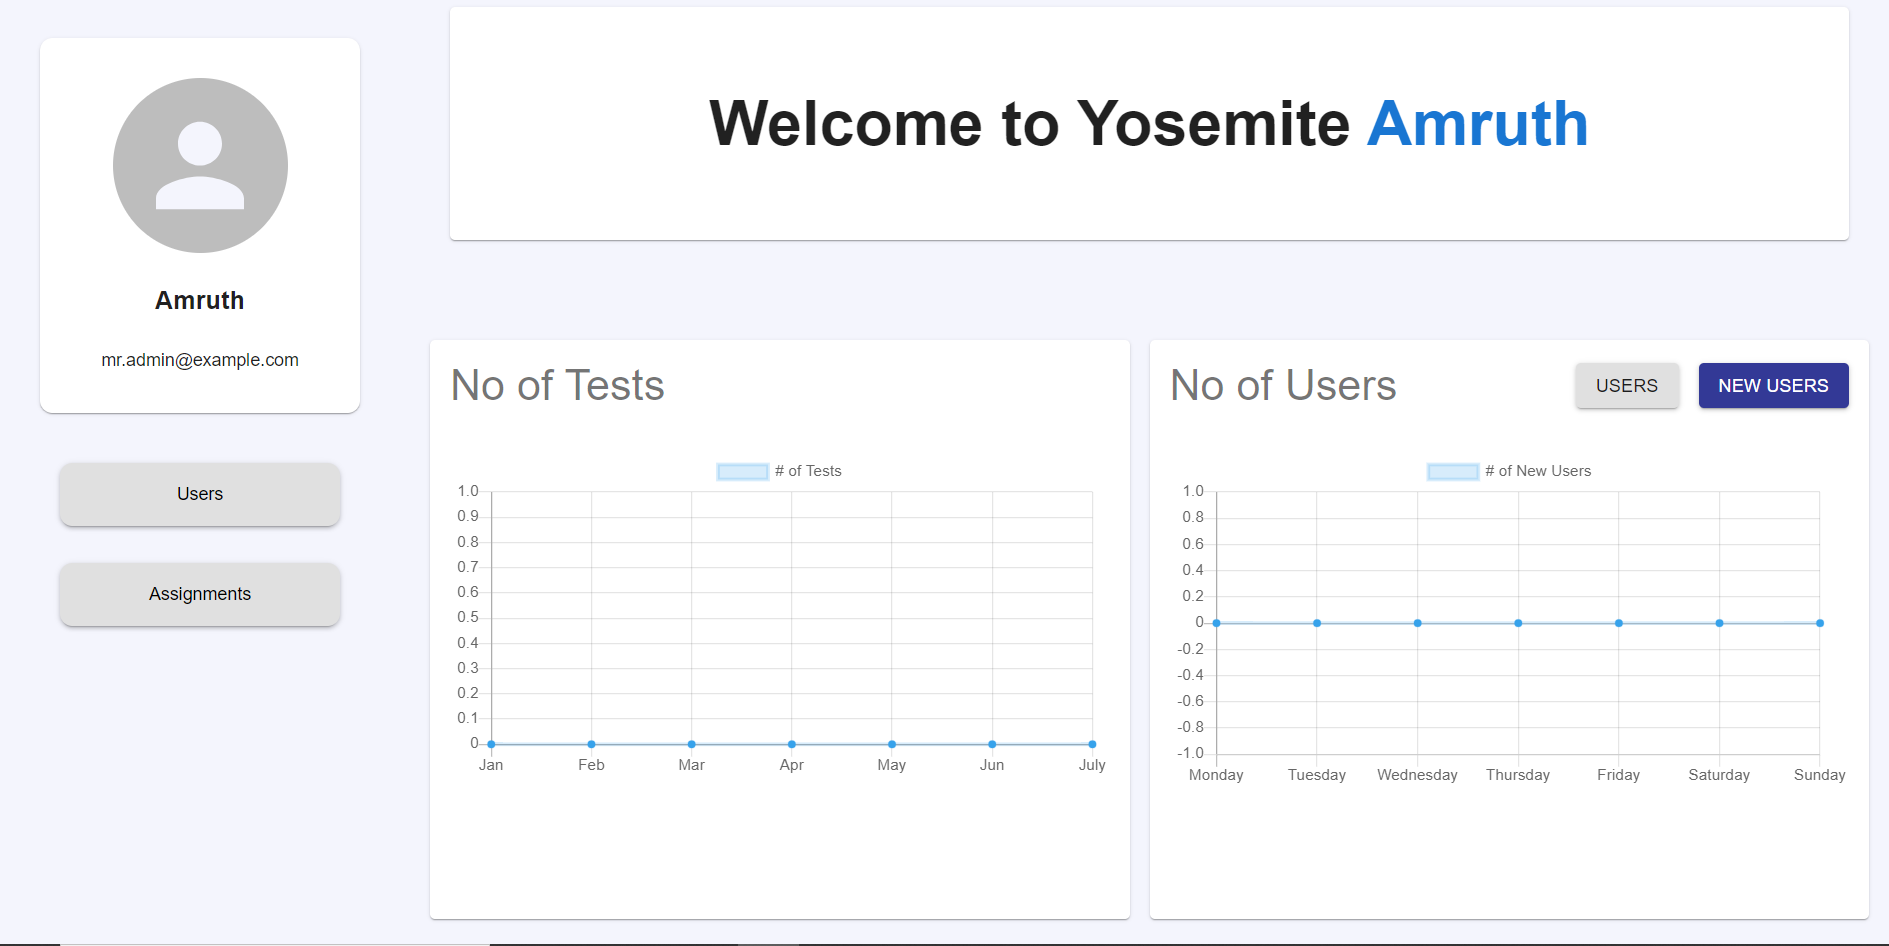 Welcome to Yosemite Amruth
Amruth
mr.admin@example.com
Users
Assignments
No of Tests
# of Tests
1.0
0.9
0.8
0.7
0.6
0.5
0.4
0.3
0.2
0.1
0
Jan Feb Mar Apr May Jun July
No of Users USERS NEW USERS
# of New Users
1.0
0.8
0.6
0.4
0.2
0
-0.2
-0.4
-0.6
-0.8
-1.0
Monday Tuesday Wednesday Thursday Friday Saturday Sunday